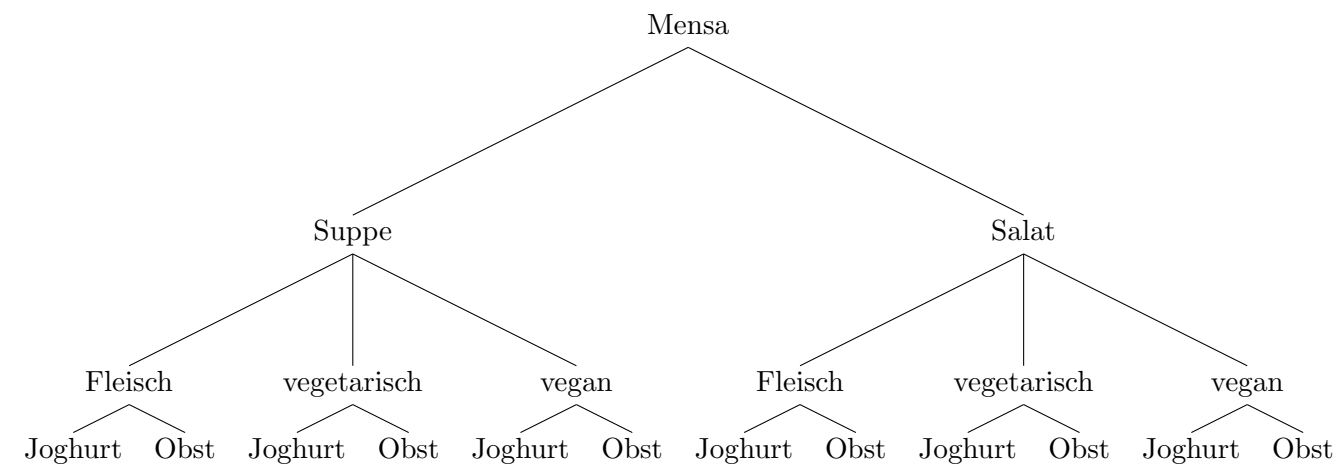 Mensa
Suppe Salat
Fleisch vegetarisch vegan Fleisch vegetarisch vegan
Joghurt Obst Joghurt Obst Joghurt Obst Joghurt Obst Joghurt Obst Joghurt Obst